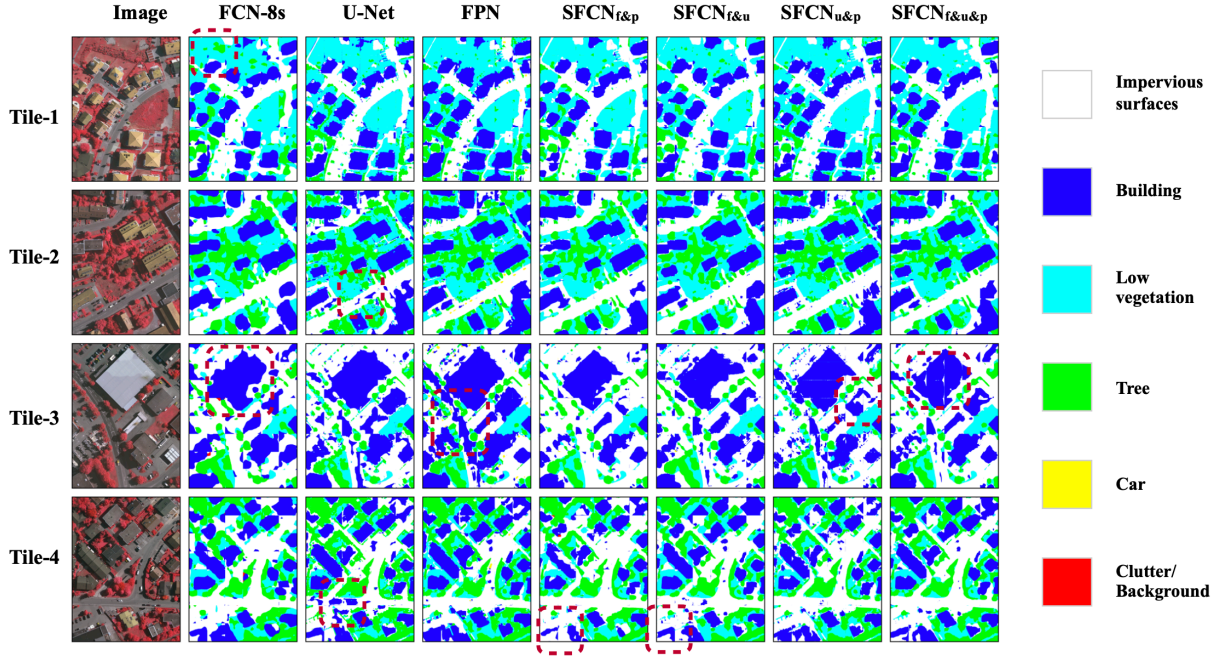 Image FCN-8s U-Net FPN SFCNf&p SFCNf&u SFCNu&p SFCNf&u&p
Tile-1
Tile-2
Tile-3
Tile-4
Impervious
surfaces
Building
Low
vegetation
Tree
Car
Clutter/
Background